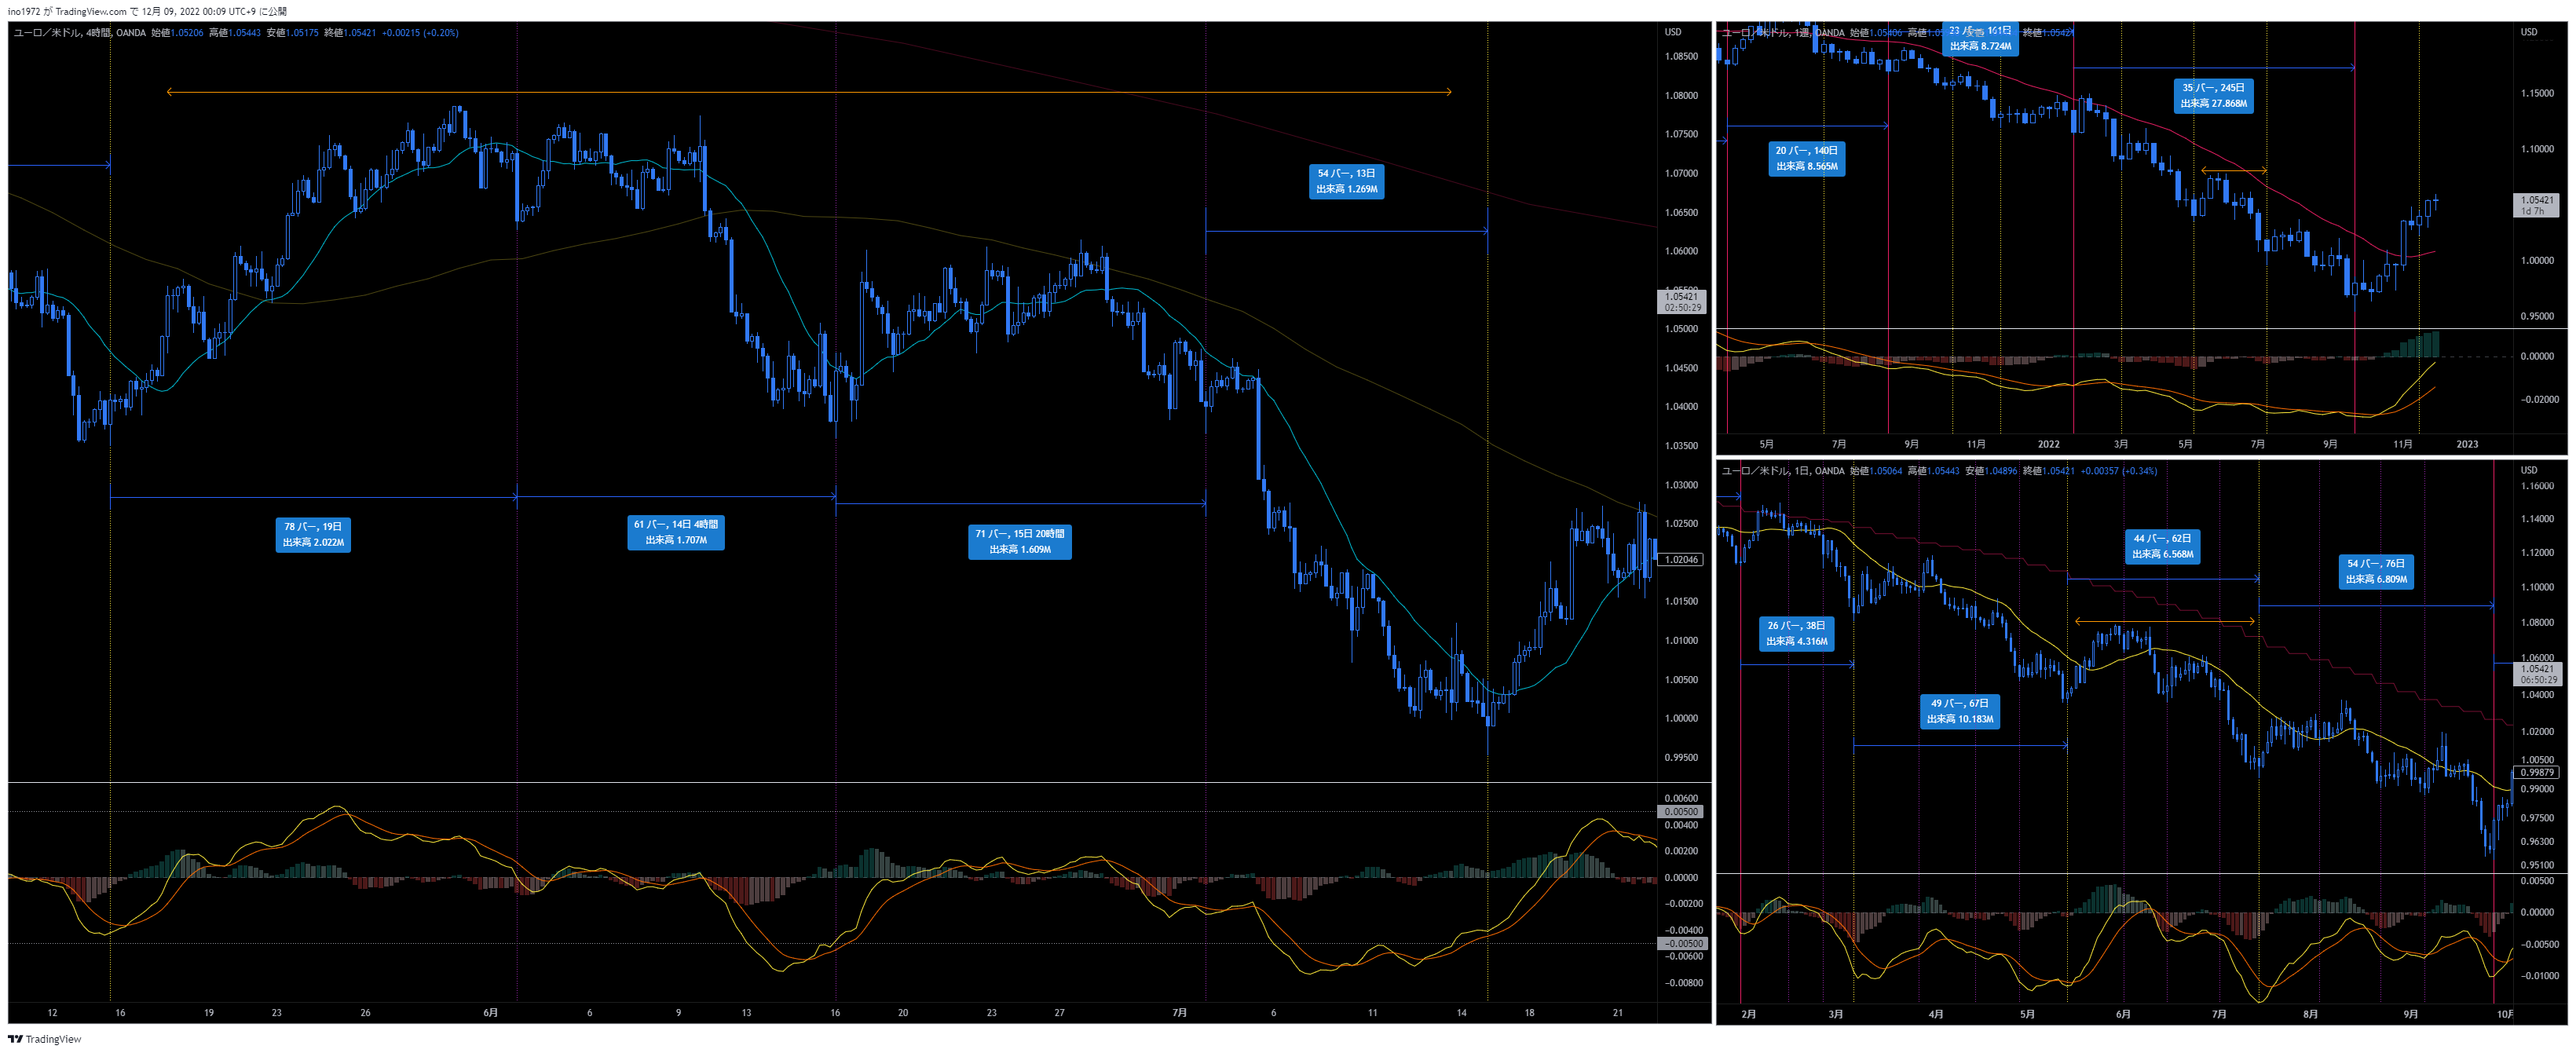 ino1972 が TradingView.com で 12月 09, 2022 00:09 UTC+9 に公開
ユーロ／米ドル, 4時間, OANDA 始値1.05206 高値1.05443 安値1.05175 終値1.05421 +0.00215 (+0.20%)
USD
1.08500
1.08000
1.07500
1.07000
1.06500
1.06000
1.05421
02:50:29
1.05000
1.04500
1.04000
1.03500
1.03000
1.02500
1.02046
1.01500
1.01000
1.00500
1.00000
0.99500
54 バー, 13日
出来高 1.269M
78 バー, 19日
出来高 2.022M
61 バー, 14日 4時間
出来高 1.707M
71 バー, 15日 20時間
出来高 1.609M
0.00600
0.00500
0.00400
0.00200
0.00000
−0.00200
−0.00400
−0.00500
−0.00600
−0.00800
12 16 19 23 26 6月 6 9 13 16 20 23 27 7月 6 11 14 18 21
ユーロ／米ドル, 1週, OANDA 始値1.05406 高値 終値1.05421
USD
23 バー, 161日
出来高 8.724M
35 バー, 245日
出来高 27.868M
20 バー, 140日
出来高 8.565M
1.15000
1.10000
1.05421
1d 7h
1.00000
0.95000
0.00000
−0.02000
5月 7月 9月 11月 2022 3月 5月 7月 9月 11月 2023
ユーロ／米ドル, 1日, OANDA 始値1.05064 高値1.05443 安値1.04896 終値1.05421 +0.00357 (+0.34%)
USD
1.16000
1.14000
1.12000
1.10000
1.08000
1.06000
1.05421
06:50:29
1.04000
1.02000
1.00500
0.99879
0.99000
0.97500
0.96300
0.95100
44 バー, 62日
出来高 6.568M
54 バー, 76日
出来高 6.809M
26 バー, 38日
出来高 4.316M
49 バー, 67日
出来高 10.183M
0.00500
0.00000
−0.00500
−0.01000
2月 3月 4月 5月 6月 7月 8月 9月 10月
TradingView